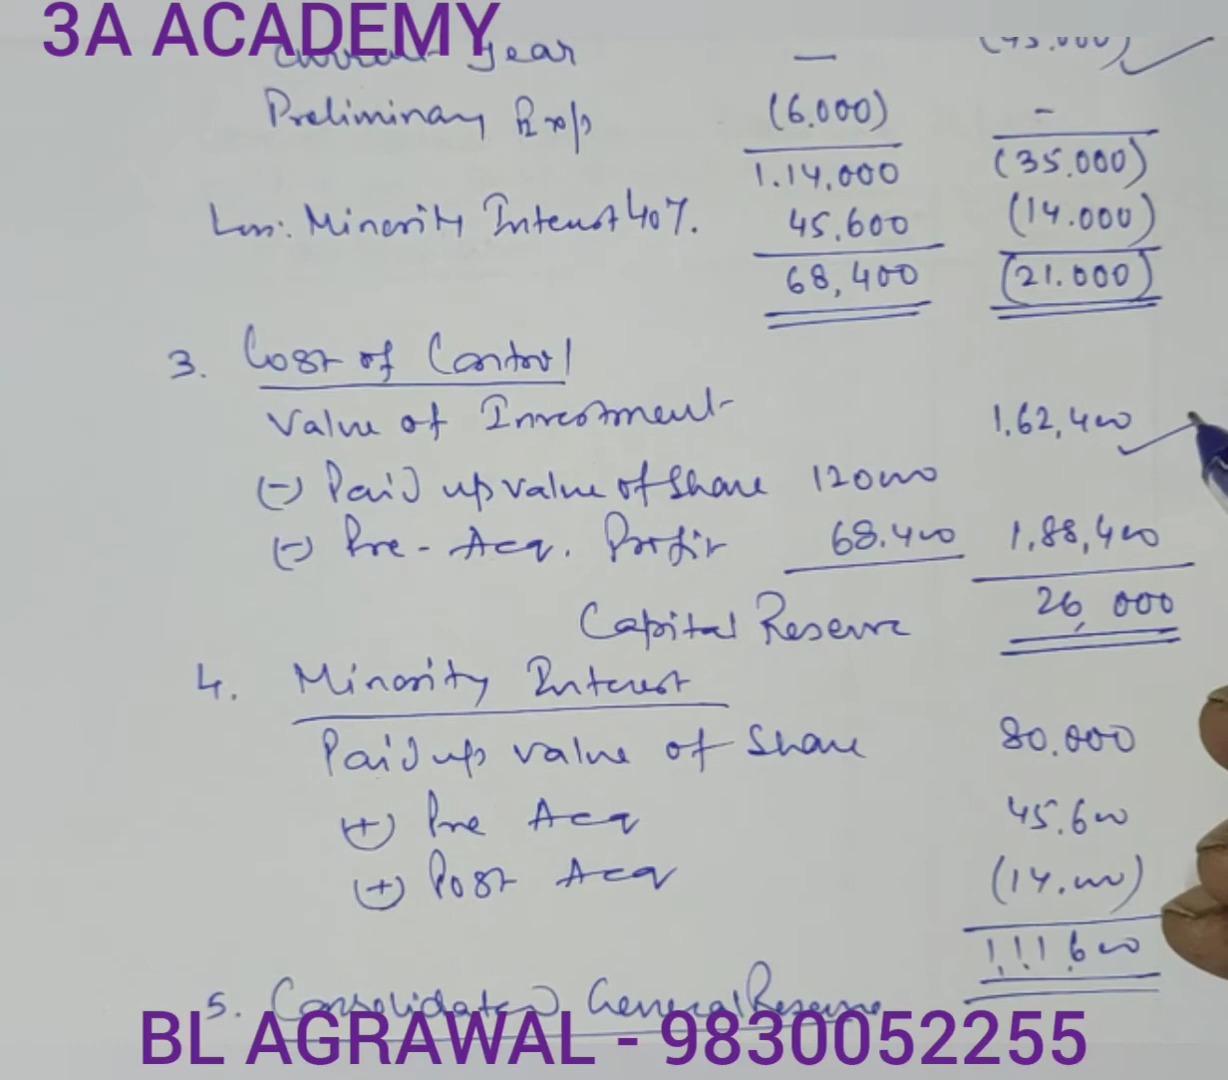 3A ACADEMY
Current year — (45.000)
Preliminary Exp (6.000) -
1.14,000 (35.000)
Less: Minority Interest 40%. 45,600 (14.000)
68,400 (21.000)
3. Cost of Control
Value of Investment 1,62,400
(-) Paid up value of share 120000
(-) Pre-Acq. Profit 68.400 1,88,400
Capital Reserve 26,000
4. Minority Interest
Paid up value of share 80.000
(+) Pre Acq 45.600
(+) Post Acq (14.000)
1,11,600
5. Consolidated General Reserve
BL AGRAWAL - 9830052255